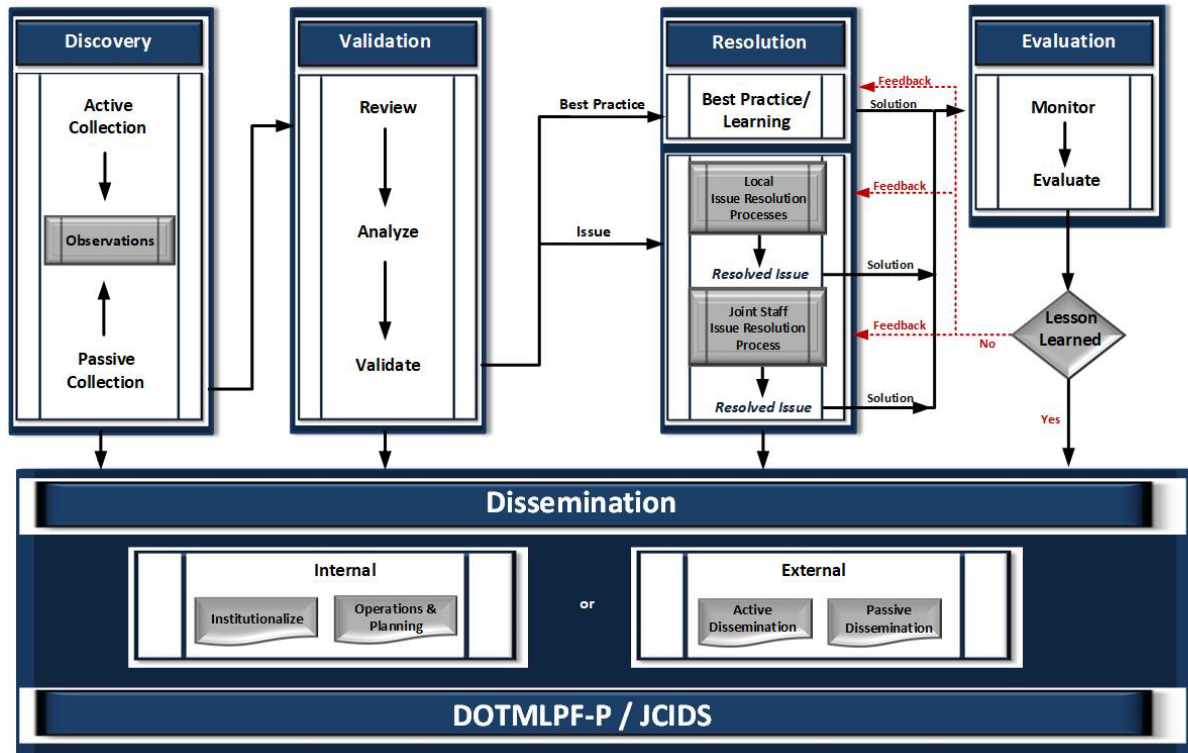 Discovery
Active
Collection
Observations
Passive
Collection
Validation
Review
Analyze
Validate
Best Practice
Issue
Resolution
Best Practice/
Learning
Local
Issue Resolution
Processes
Resolved Issue
Joint Staff
Issue Resolution
Process
Resolved Issue
Feedback
Solution
Feedback
Solution
Feedback
Solution
Evaluation
Monitor
Evaluate
Lesson
Learned
No
Yes
Dissemination
Internal
Institutionalize
Operations &
Planning
or
External
Active
Dissemination
Passive
Dissemination
DOTMLPF-P / JCIDS